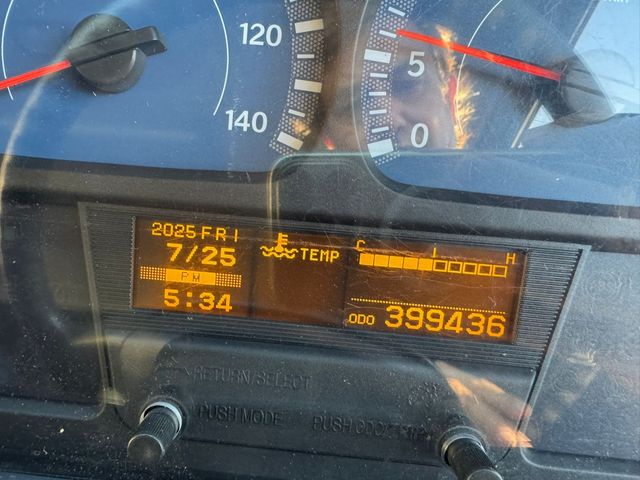 120
140
5
0
2025 FRI
7/25
PM
5:34
TEMP
C H
ODO 399436
RETURN/SELECT
PUSH MODE